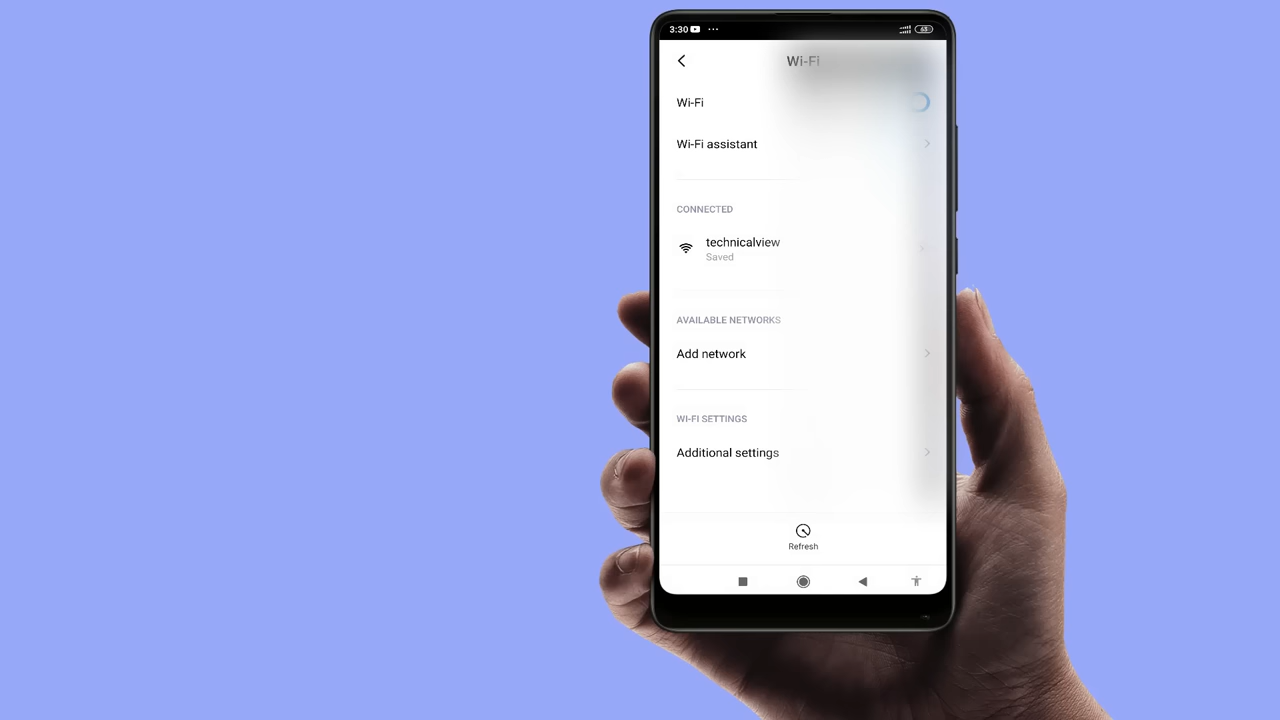 3:30
65
Wi-Fi
Wi-Fi
Wi-Fi assistant
CONNECTED
technicalview
Saved
AVAILABLE NETWORKS
Add network
WI-FI SETTINGS
Additional settings
Refresh